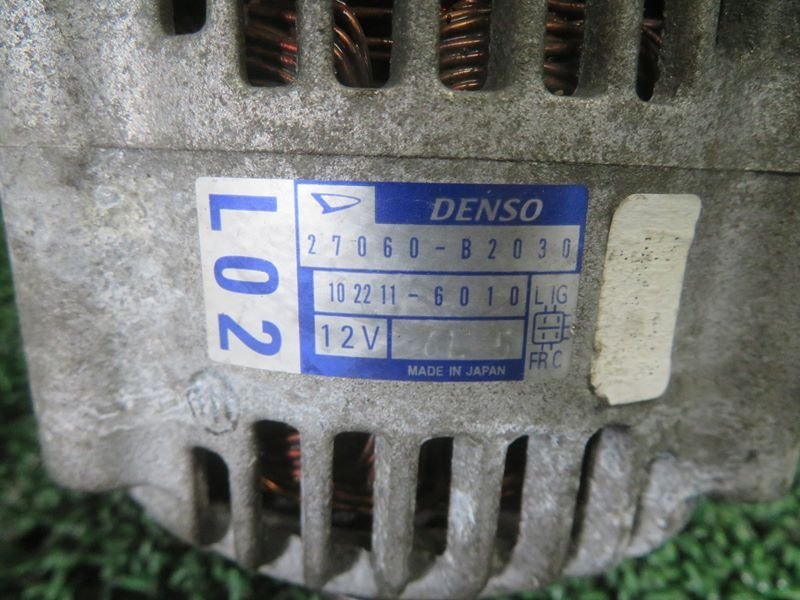 L02
DENSO
27060-B2030
102211-6010
L IG
12V
FR C
MADE IN JAPAN